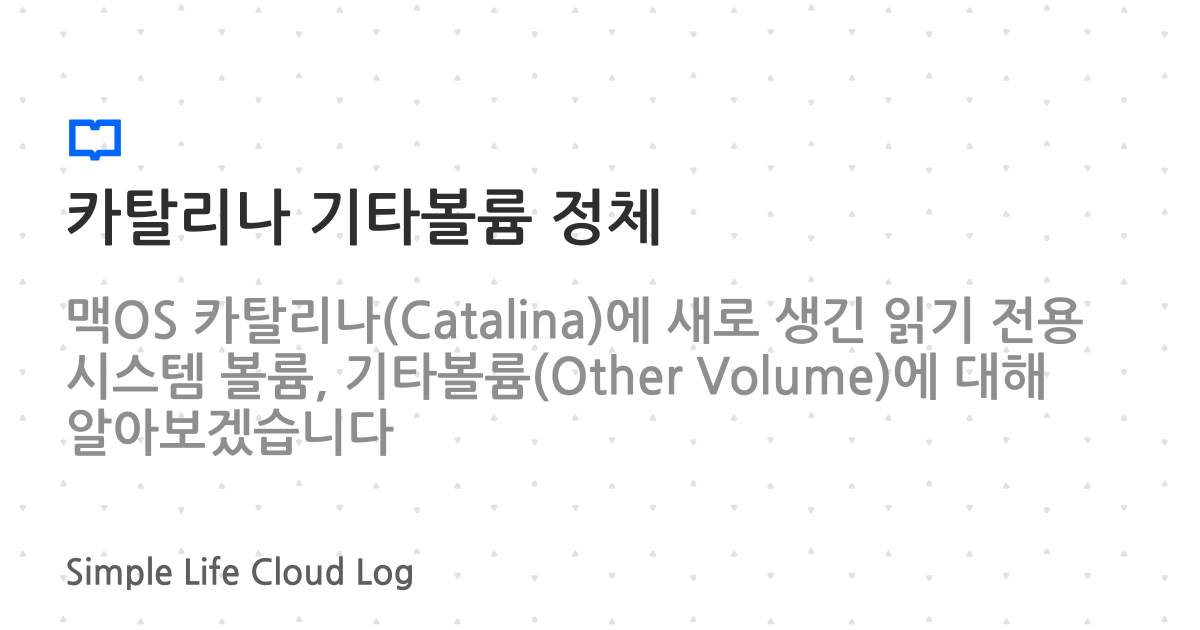 카탈리나 기타볼륨 정체
맥OS 카탈리나(Catalina)에 새로 생긴 읽기 전용
시스템 볼륨, 기타볼륨(Other Volume)에 대해
알아보겠습니다
Simple Life Cloud Log